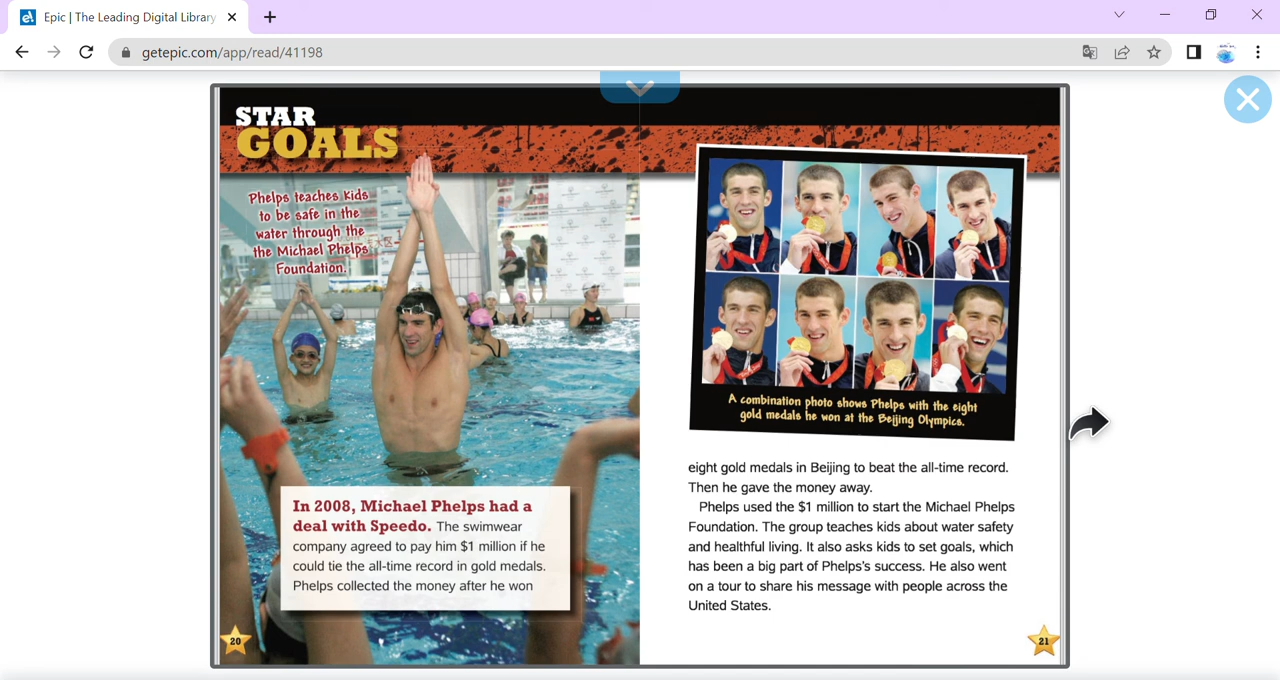 Epic | The Leading Digital Library
getepic.com/app/read/41198
STAR
GOALS
Phelps teaches kids
to be safe in the
water through the
the Michael Phelps
Foundation.
In 2008, Michael Phelps had a
deal with Speedo. The swimwear
company agreed to pay him $1 million if he
could tie the all-time record in gold medals.
Phelps collected the money after he won
20
A combination photo shows Phelps with the eight
gold medals he won at the Beijing Olympics.
eight gold medals in Beijing to beat the all-time record.
Then he gave the money away.
Phelps used the $1 million to start the Michael Phelps
Foundation. The group teaches kids about water safety
and healthful living. It also asks kids to set goals, which
has been a big part of Phelps's success. He also went
on a tour to share his message with people across the
United States.
21